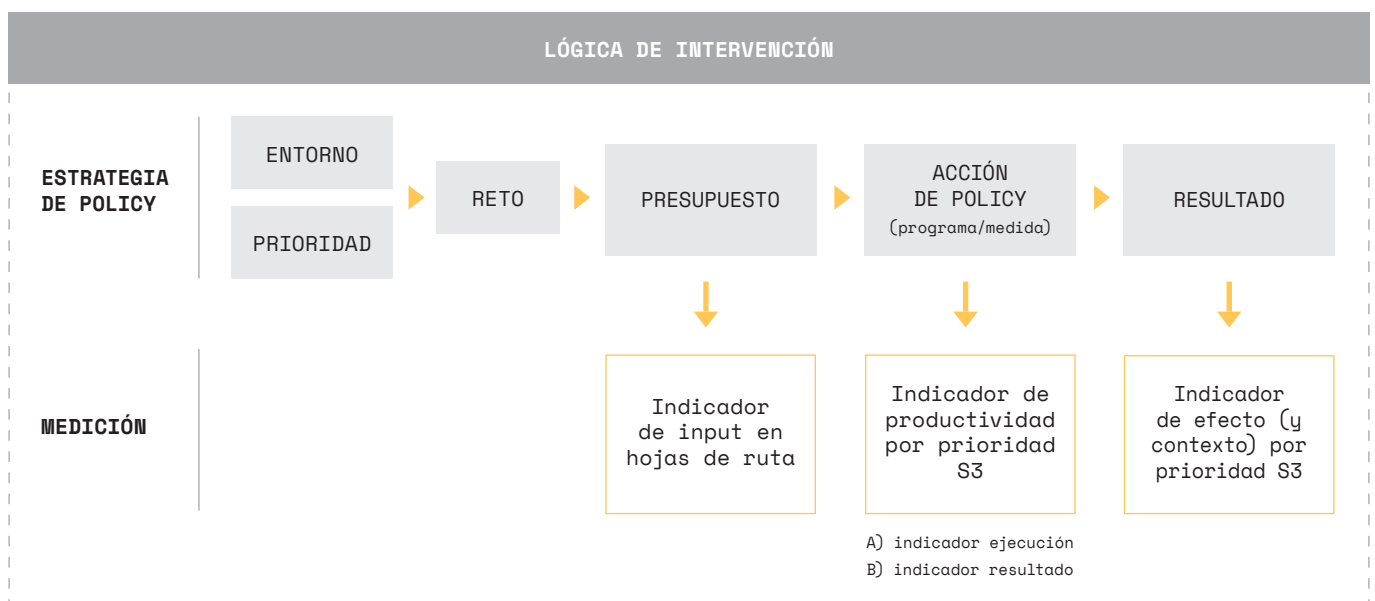 LÓGICA DE INTERVENCIÓN
ESTRATEGIA
DE POLICY
ENTORNO
PRIORIDAD
RETO
PRESUPUESTO
ACCIÓN
DE POLICY
(programa/medida)
RESULTADO
MEDICIÓN
Indicador
de input en
hojas de ruta
Indicador de
productividad
por prioridad
S3
Indicador
de efecto (y
contexto) por
prioridad S3
A) indicador ejecución
B) indicador resultado